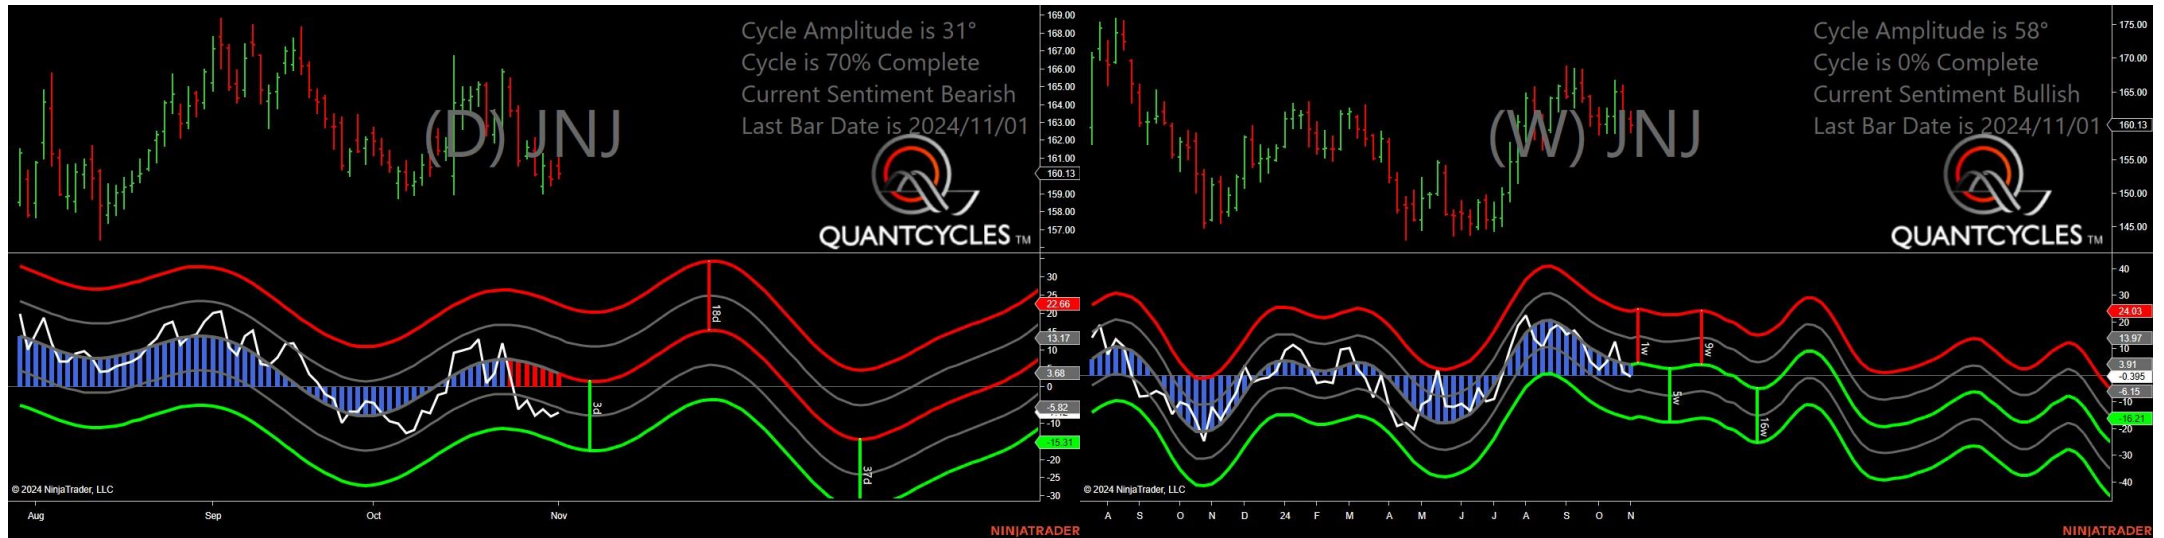 Cycle Amplitude is 31°
Cycle is 70% Complete
Current Sentiment Bearish
Last Bar Date is 2024/11/01
(D) JNJ
QUANTCYCLES TM
169.00
168.00
167.00
166.00
165.00
164.00
163.00
162.00
161.00
160.13
159.00
158.00
157.00
18d
3d
37d
30
25
22.66
20
15
13.17
10
3.68
0
-5.82
-10
-15.31
-20
-25
-30
© 2024 NinjaTrader, LLC
Aug Sep Oct Nov
NINJATRADER
Cycle Amplitude is 58°
Cycle is 0% Complete
Current Sentiment Bullish
Last Bar Date is 2024/11/01
(W) JNJ
QUANTCYCLES TM
175.00
170.00
165.00
160.13
155.00
150.00
145.00
1w
9w
5w
16w
40
30
24.03
20
13.97
10
3.91
-0.395
-6.15
-10
-16.21
-20
-30
-40
© 2024 NinjaTrader, LLC
A S O N D 24 F M A M J J A S O N
NINJATRADER